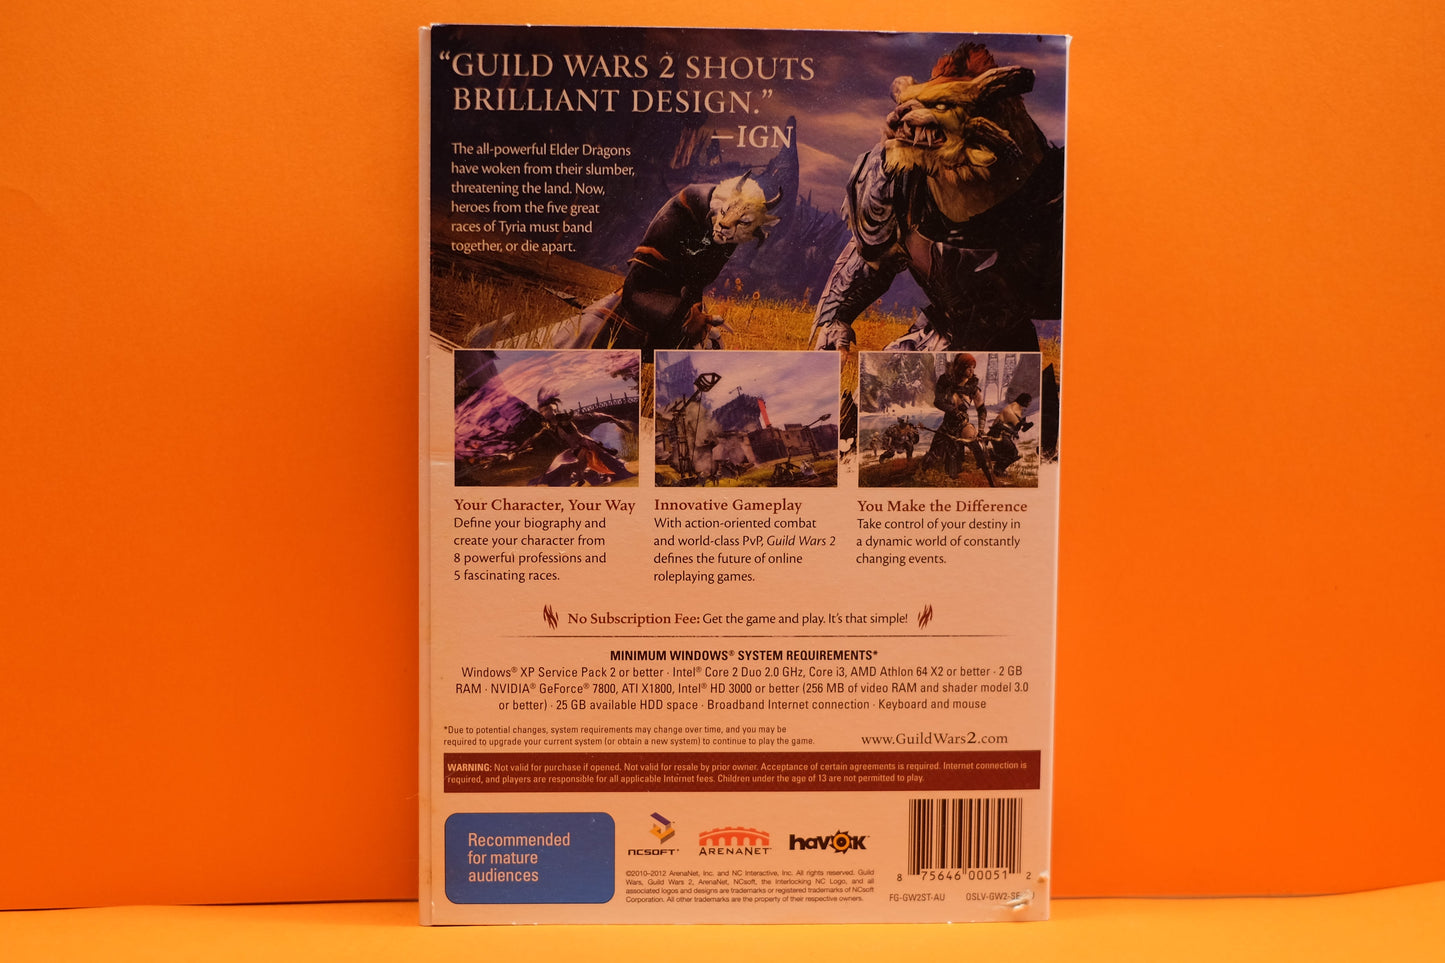 “GUILD WARS 2 SHOUTS
BRILLIANT DESIGN.”
—IGN
The all-powerful Elder Dragons
have woken from their slumber,
threatening the land. Now,
heroes from the five great
races of Tyria must band
together, or die apart.
Your Character, Your Way
Define your biography and
create your character from
8 powerful professions and
5 fascinating races.
Innovative Gameplay
With action-oriented combat
and world-class PvP, Guild Wars 2
defines the future of online
roleplaying games.
You Make the Difference
Take control of your destiny in
a dynamic world of constantly
changing events.
No Subscription Fee: Get the game and play. It's that simple!
MINIMUM WINDOWS® SYSTEM REQUIREMENTS*
Windows® XP Service Pack 2 or better · Intel® Core 2 Duo 2.0 GHz, Core i3, AMD Athlon 64 X2 or better · 2 GB
RAM · NVIDIA® GeForce® 7800, ATI X1800, Intel® HD 3000 or better (256 MB of video RAM and shader model 3.0
or better) · 25 GB available HDD space · Broadband Internet connection · Keyboard and mouse
*Due to potential changes, system requirements may change over time, and you may be
required to upgrade your current system (or obtain a new system) to continue to play the game.
www.GuildWars2.com
WARNING: Not valid for purchase if opened. Not valid for resale by prior owner. Acceptance of certain agreements is required. Internet connection is
required, and players are responsible for all applicable Internet fees. Children under the age of 13 are not permitted to play.
Recommended
for mature
audiences
NCSOFT
ARENANET
havok
©2010–2012 ArenaNet, Inc. and NC Interactive, Inc. All rights reserved. Guild
Wars, Guild Wars 2, ArenaNet, NCsoft, the Interlocking NC Logo, and all
associated logos and designs are trademarks or registered trademarks of NCsoft
Corporation. All other trademarks are the property of their respective owners.
8 75646 00051 2
FG-GW2ST-AU